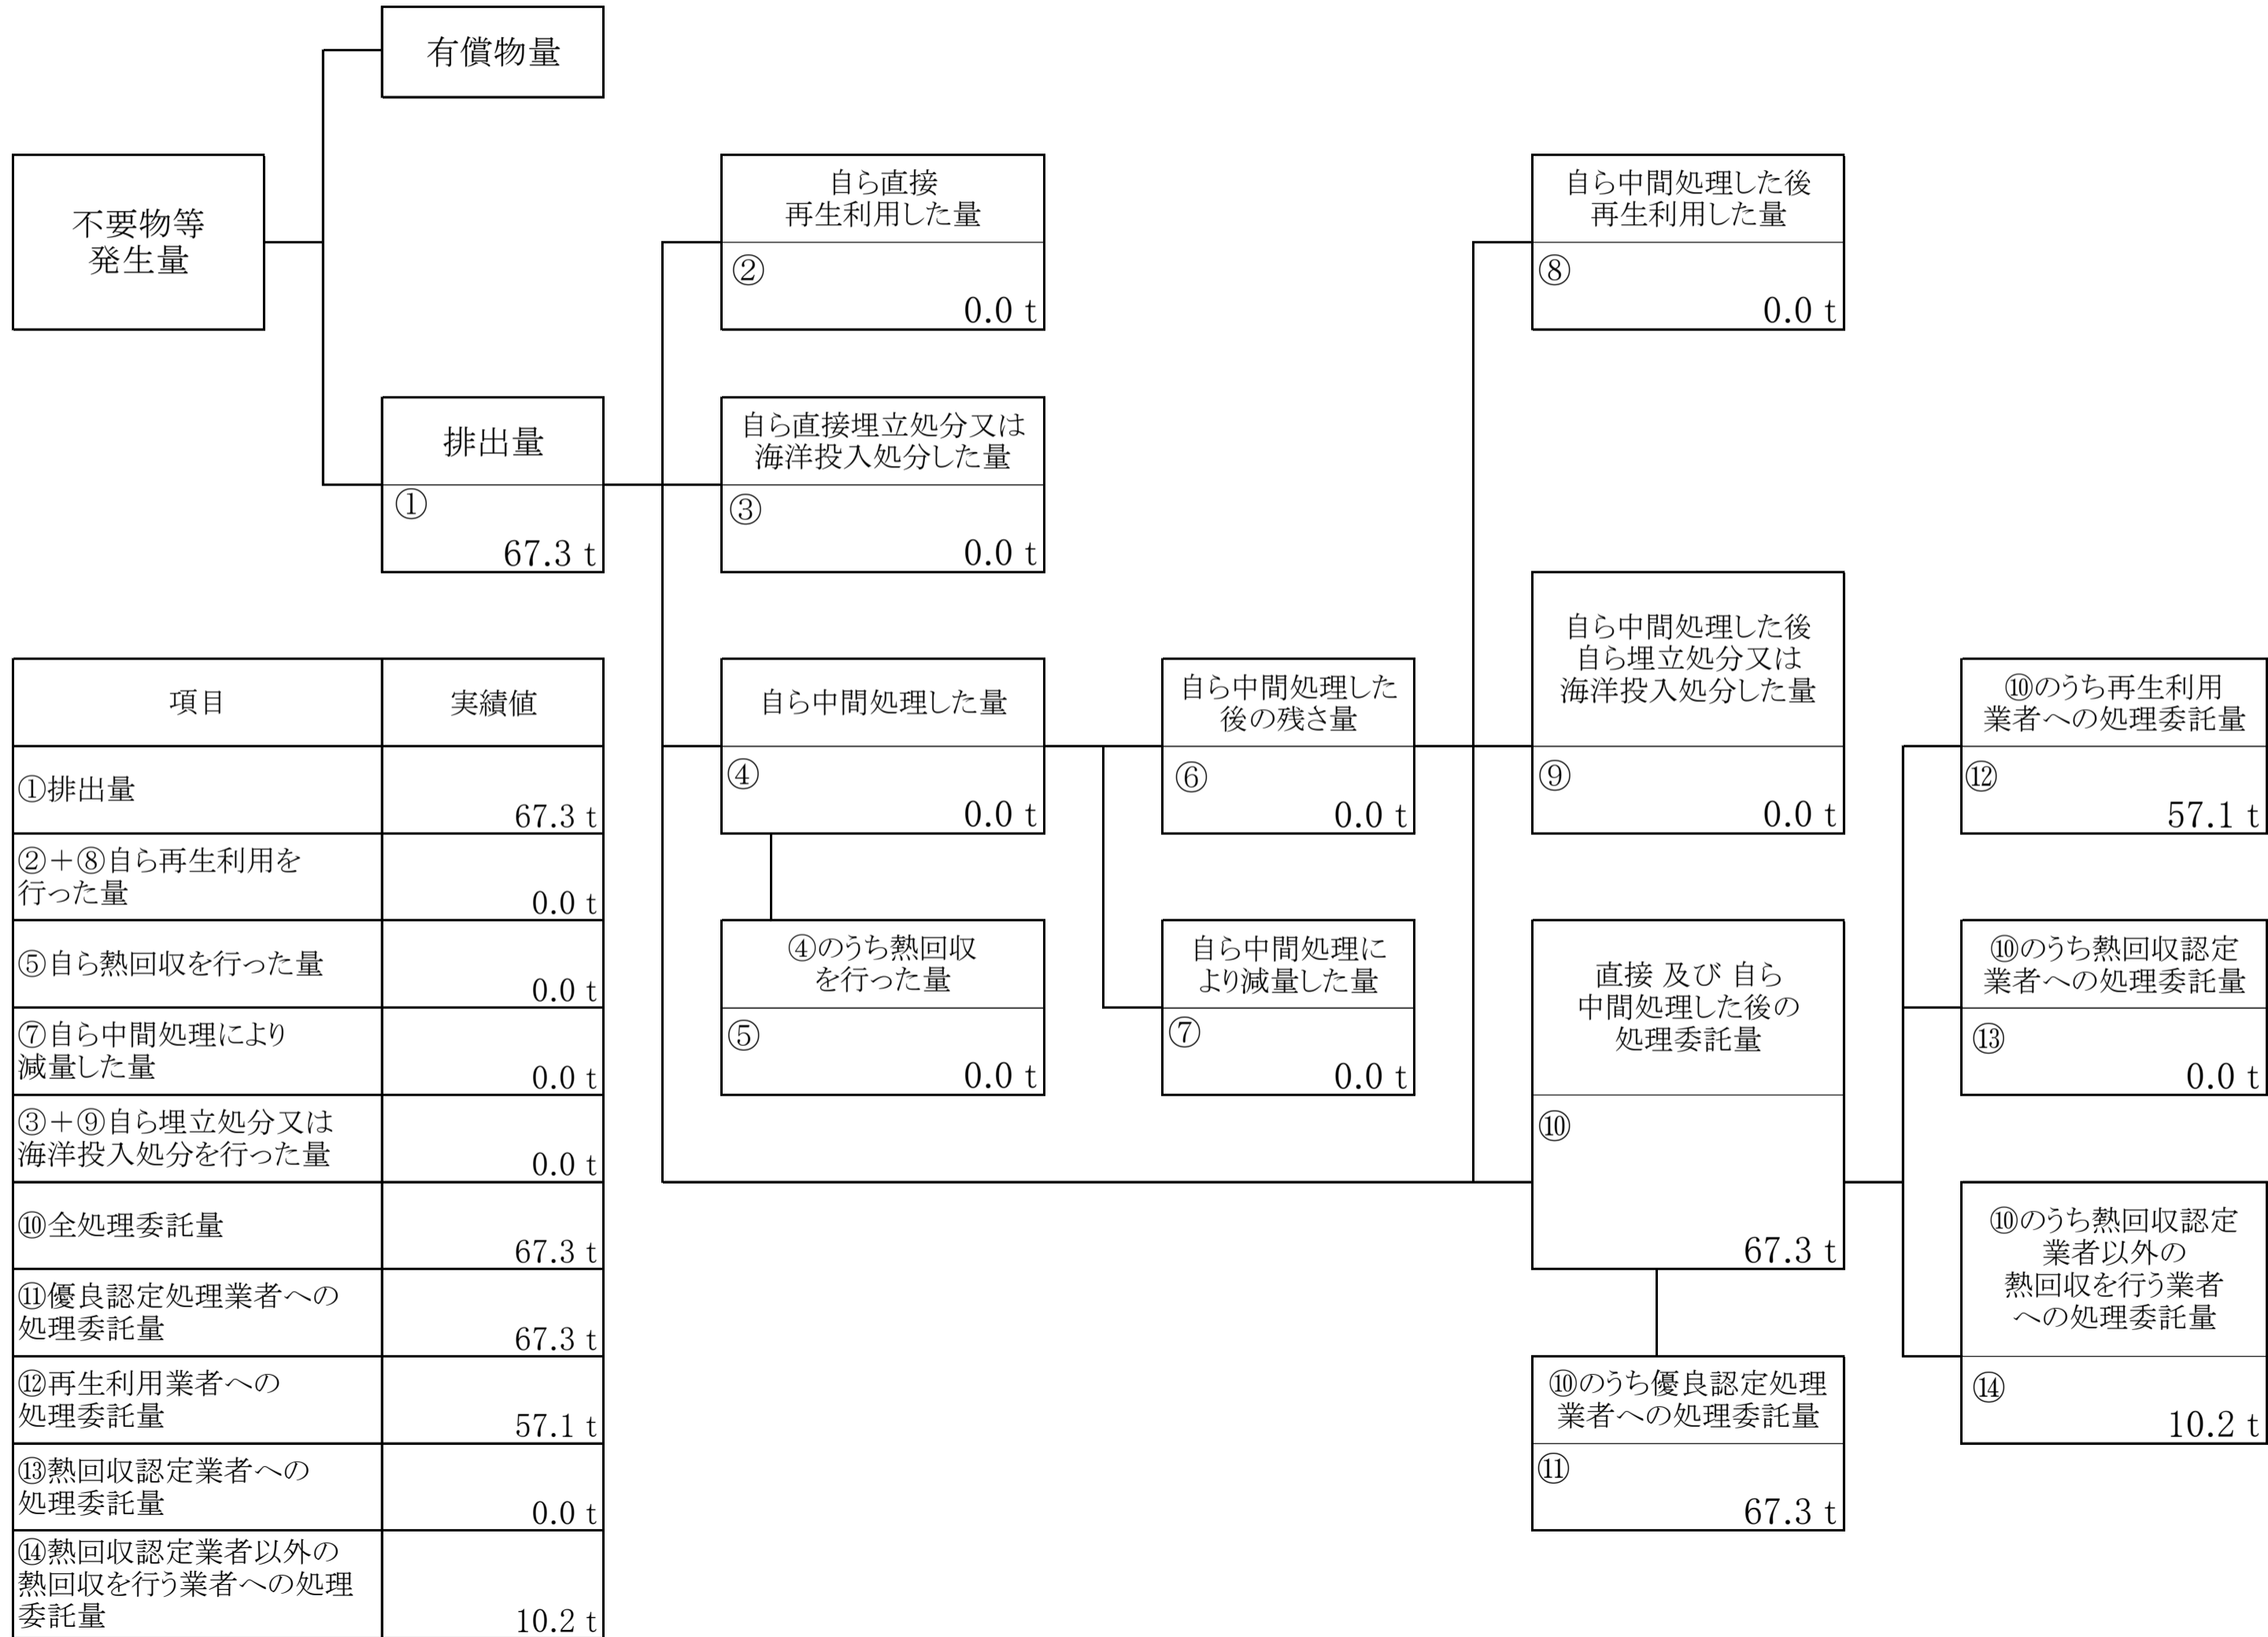 有償物量
不要物等
発生量
自ら直接
再生利用した量
②
0.0 t
自ら中間処理した後
再生利用した量
⑧
0.0 t
排出量
①
67.3 t
自ら直接埋立処分又は
海洋投入処分した量
③
0.0 t
自ら中間処理した量
④
0.0 t
自ら中間処理した
後の残さ量
⑥
0.0 t
自ら中間処理した後
自ら埋立処分又は
海洋投入処分した量
⑨
0.0 t
⑩のうち再生利用
業者への処理委託量
⑫
57.1 t
④のうち熱回収
を行った量
⑤
0.0 t
自ら中間処理に
より減量した量
⑦
0.0 t
直接 及び 自ら
中間処理した後の
処理委託量
⑩
67.3 t
⑩のうち熱回収認定
業者への処理委託量
⑬
0.0 t
⑩のうち熱回収認定
業者以外の
熱回収を行う業者
への処理委託量
⑭
10.2 t
⑩のうち優良認定処理
業者への処理委託量
⑪
67.3 t
項目 実績値
①排出量
67.3 t
②+⑧自ら再生利用を
行った量
0.0 t
⑤自ら熱回収を行った量
0.0 t
⑦自ら中間処理により
減量した量
0.0 t
③+⑨自ら埋立処分又は
海洋投入処分を行った量
0.0 t
⑩全処理委託量
67.3 t
⑪優良認定処理業者への
処理委託量
67.3 t
⑫再生利用業者への
処理委託量
57.1 t
⑬熱回収認定業者への
処理委託量
0.0 t
⑭熱回収認定業者以外の
熱回収を行う業者への処理
委託量
10.2 t